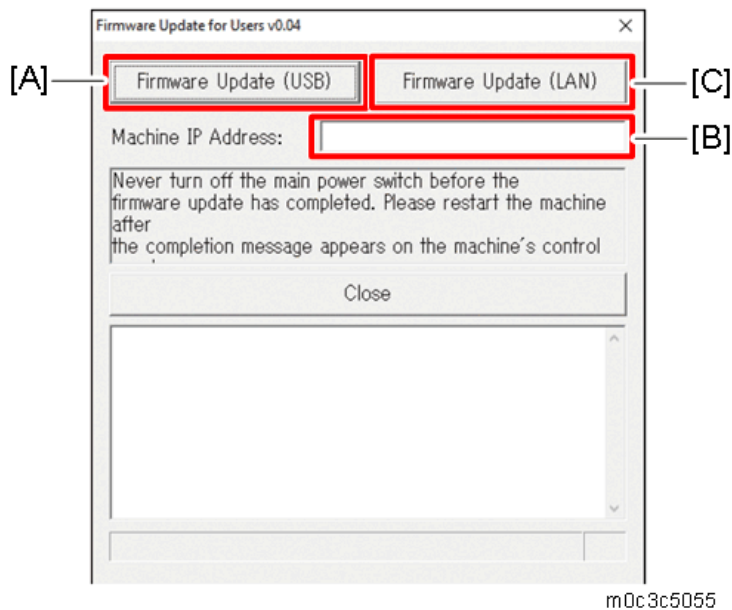 Firmware Update for Users v0.04
[A]
Firmware Update (USB)
Firmware Update (LAN)
[C]
Machine IP Address:
[B]
Never turn off the main power switch before the
firmware update has completed. Please restart the machine
after
the completion message appears on the machine's control
Close
m0c3c5055